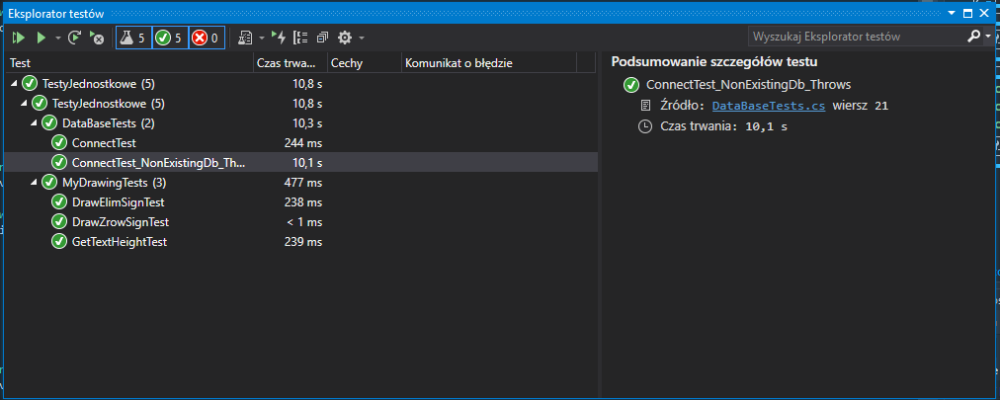 Eksplorator testów
5 5 0
Wyszukaj Eksplorator testów
Test Czas trwa... Cechy Komunikat o błędzie
TestyJednostkowe (5) 10,8 s
TestyJednostkowe (5) 10,8 s
DataBaseTests (2) 10,3 s
ConnectTest 244 ms
ConnectTest_NonExistingDb_Th... 10,1 s
MyDrawingTests (3) 477 ms
DrawElimSignTest 238 ms
DrawZrowSignTest < 1 ms
GetTextHeightTest 239 ms
Podsumowanie szczegółów testu
ConnectTest_NonExistingDb_Throws
Źródło: DataBaseTests.cs wiersz 21
Czas trwania: 10,1 s